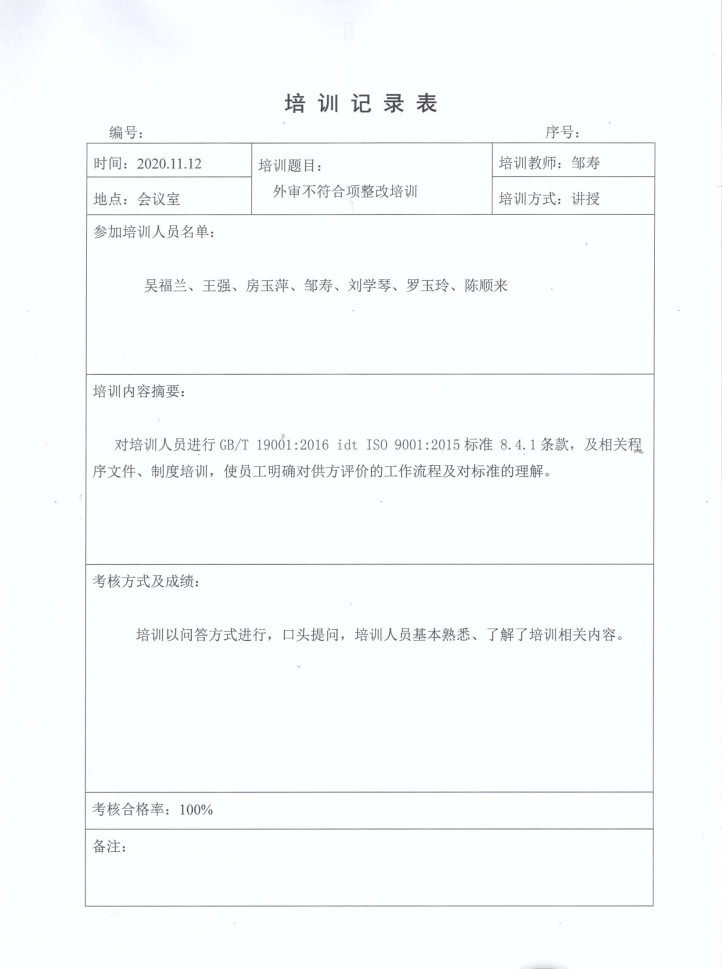 培训记录表
编号：
序号：
时间：2020.11.12
培训题目：
培训教师：邹寿
地点：会议室
外审不符合项整改培训
培训方式：讲授
参加培训人员名单：
吴福兰、王强、房玉萍、邹寿、刘学琴、罗玉玲、陈顺来
培训内容摘要：
对培训人员进行 GB/T 19001:2016 idt ISO 9001:2015 标准 8.4.1 条款，及相关程
序文件、制度培训，使员工明确对供方评价的工作流程及对标准的理解。
考核方式及成绩：
培训以问答方式进行，口头提问，培训人员基本熟悉、了解了培训相关内容。
考核合格率：100%
备注：